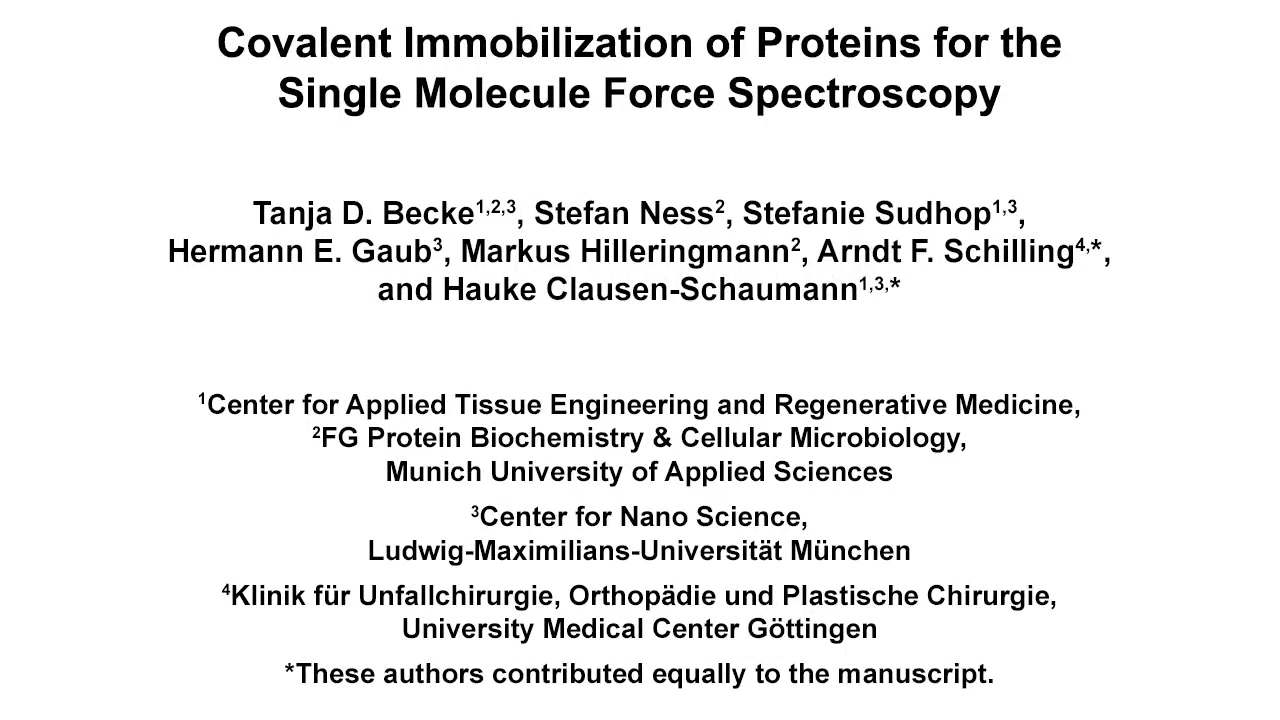 Covalent Immobilization of Proteins for the
Single Molecule Force Spectroscopy
Tanja D. Becke1,2,3, Stefan Ness2, Stefanie Sudhop1,3,
Hermann E. Gaub3, Markus Hilleringmann2, Arndt F. Schilling4,*,
and Hauke Clausen-Schaumann1,3,*
1Center for Applied Tissue Engineering and Regenerative Medicine,
2FG Protein Biochemistry & Cellular Microbiology,
Munich University of Applied Sciences
3Center for Nano Science,
Ludwig-Maximilians-Universität München
4Klinik für Unfallchirurgie, Orthopädie und Plastische Chirurgie,
University Medical Center Göttingen
*These authors contributed equally to the manuscript.